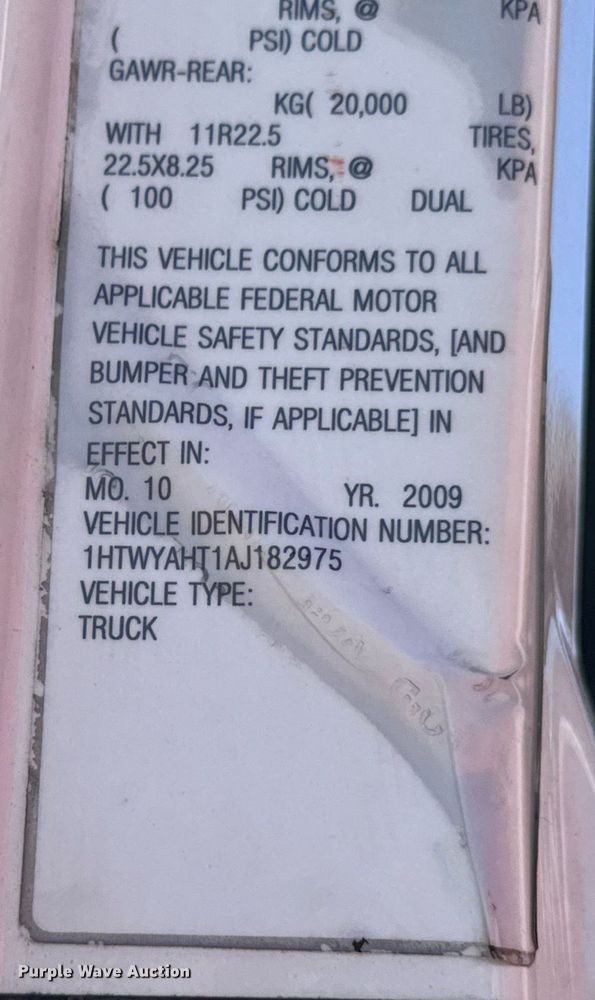 RIMS, @ KPA
( PSI) COLD
GAWR-REAR:
KG( 20,000 LB)
WITH 11R22.5 TIRES,
22.5X8.25 RIMS, @ KPA
( 100 PSI) COLD DUAL
THIS VEHICLE CONFORMS TO ALL
APPLICABLE FEDERAL MOTOR
VEHICLE SAFETY STANDARDS, [AND
BUMPER AND THEFT PREVENTION
STANDARDS, IF APPLICABLE] IN
EFFECT IN:
MO. 10 YR. 2009
VEHICLE IDENTIFICATION NUMBER:
1HTWYAHT1AJ182975
VEHICLE TYPE:
TRUCK
Purple Wave Auction